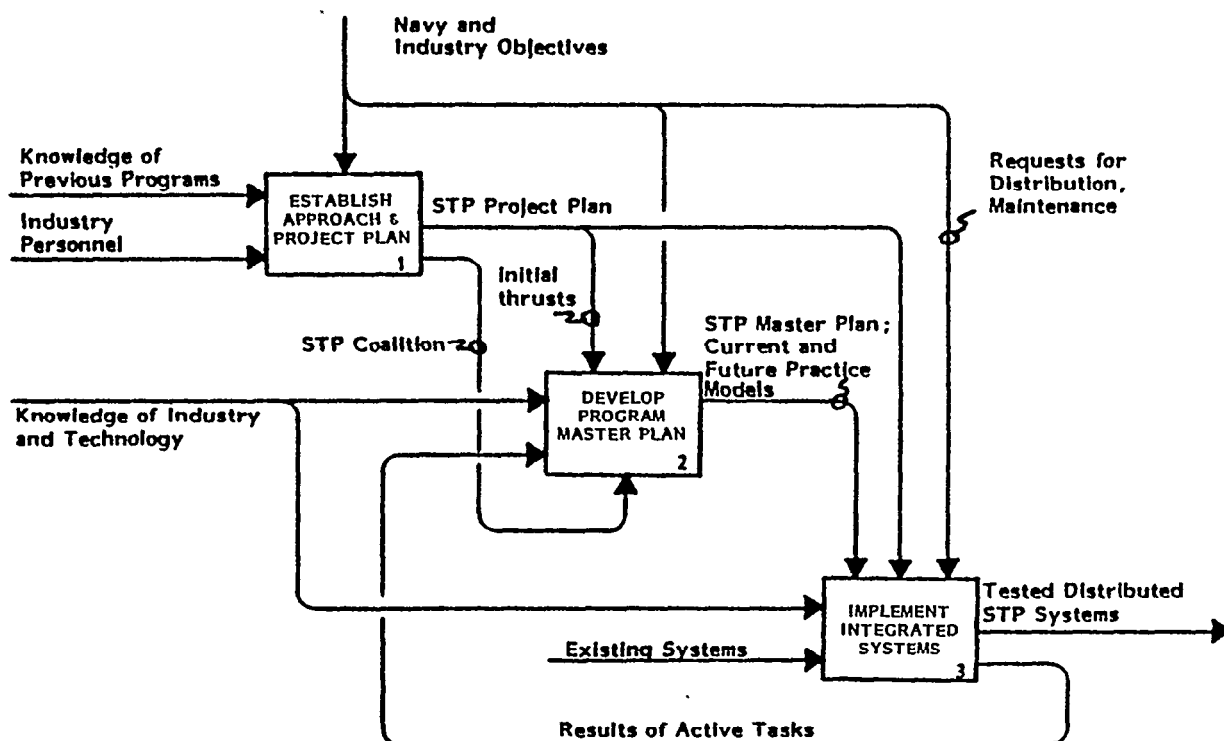 Navy and
Industry Objectives
Knowledge of
Previous Programs
Industry
Personnel
ESTABLISH
APPROACH &
PROJECT PLAN
1
STP Project Plan
Requests for
Distribution,
Maintenance
Initial
thrusts
STP Coalition
STP Master Plan;
Current and
Future Practice
Models
Knowledge of Industry
and Technology
DEVELOP
PROGRAM
MASTER PLAN
2
IMPLEMENT
INTEGRATED
SYSTEMS
3
Tested Distributed
STP Systems
Existing Systems
Results of Active Tasks